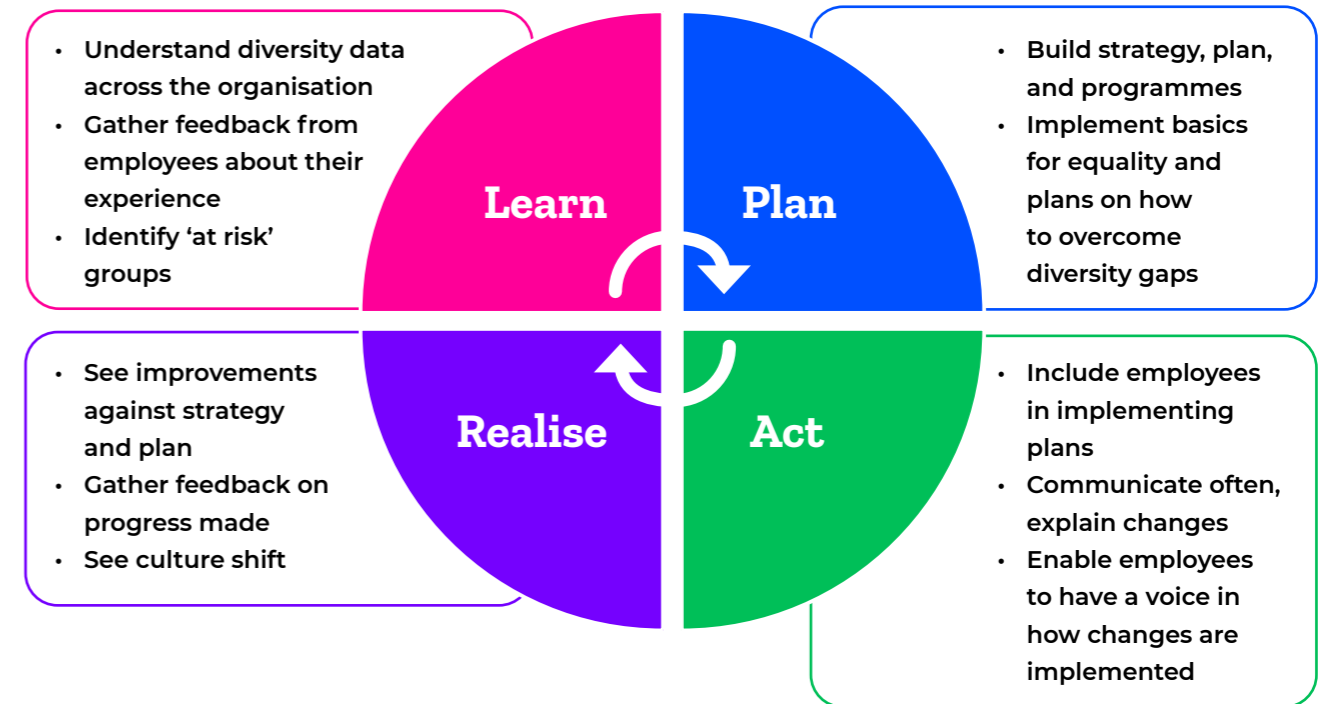 • Understand diversity data
across the organisation
• Gather feedback from
employees about their
experience
• Identify ‘at risk’
groups
Learn
Plan
• Build strategy, plan,
and programmes
• Implement basics
for equality and
plans on how
to overcome
diversity gaps
• See improvements
against strategy
and plan
• Gather feedback on
progress made
• See culture shift
Realise
Act
• Include employees
in implementing
plans
• Communicate often,
explain changes
• Enable employees
to have a voice in
how changes are
implemented